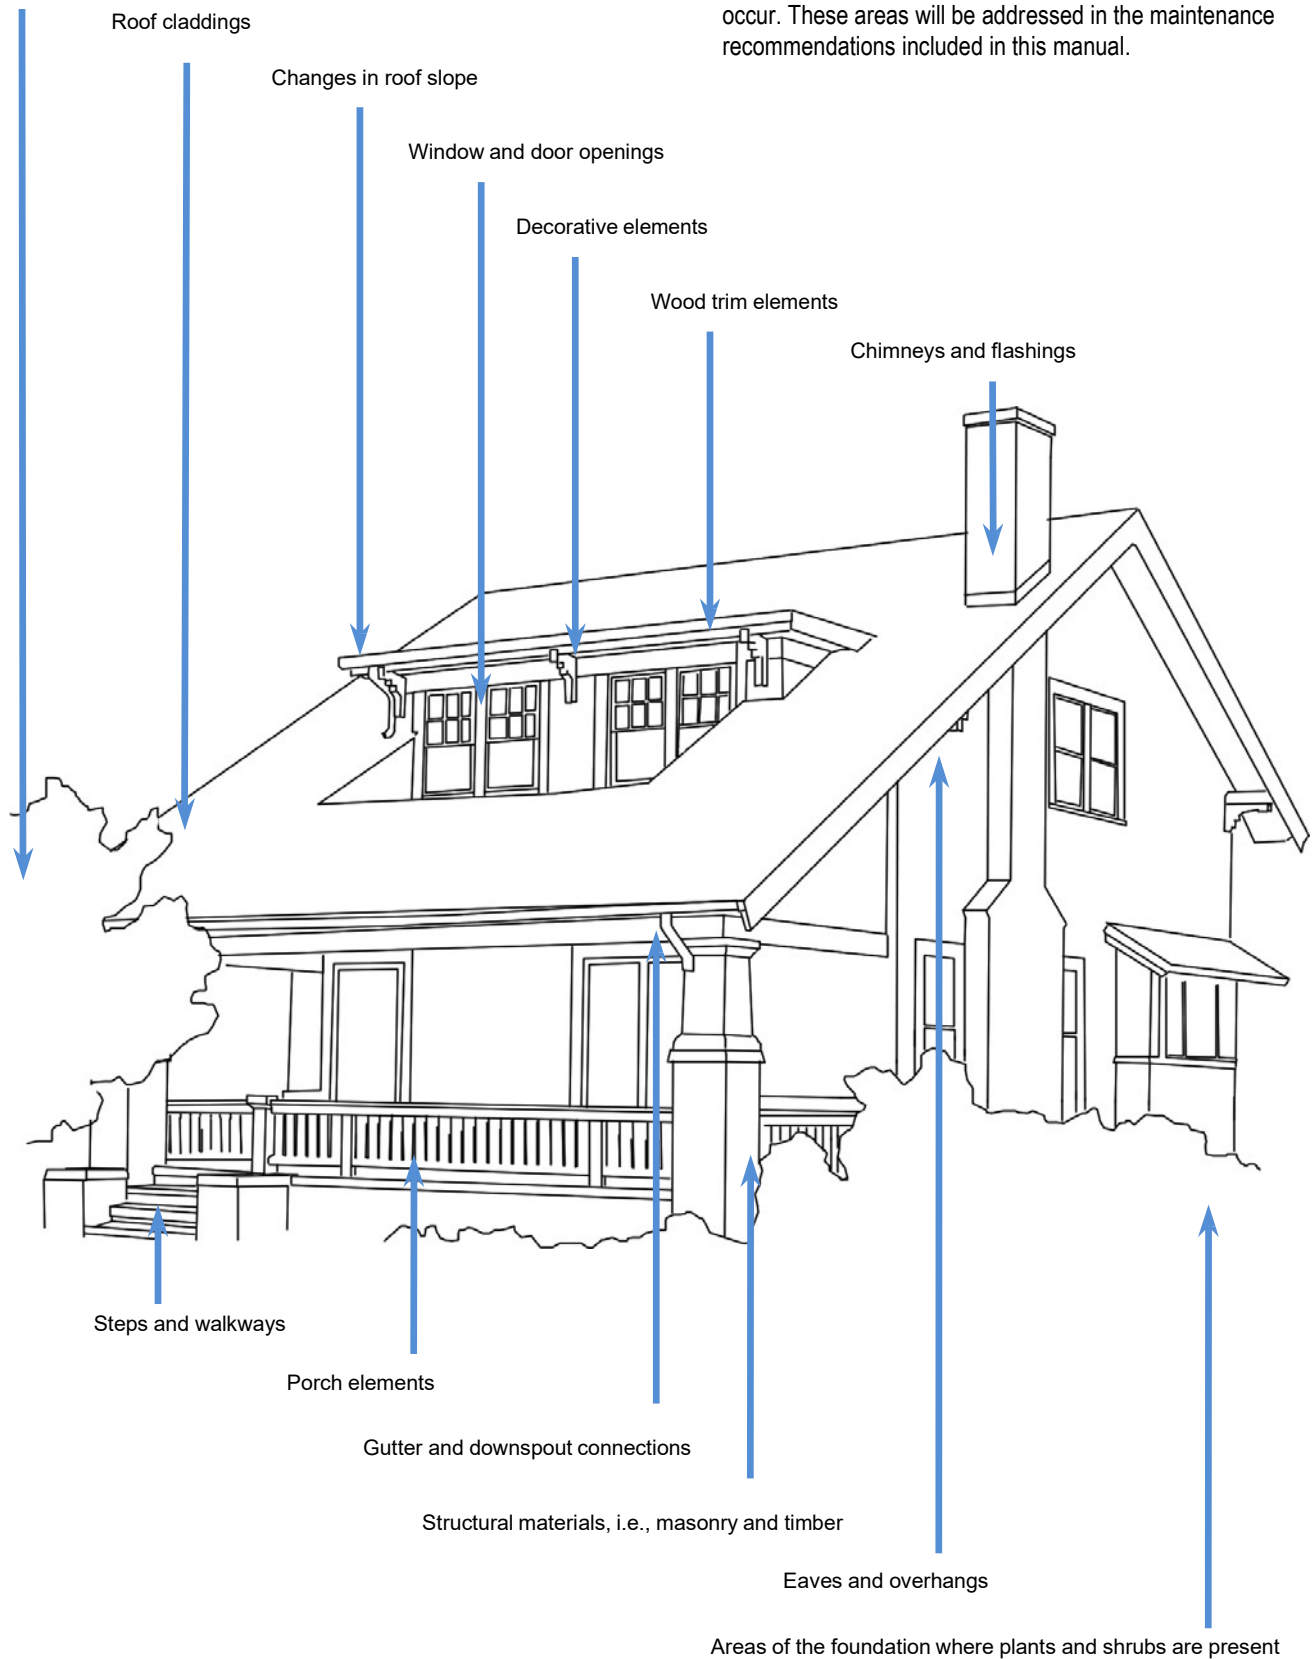 occur. These areas will be addressed in the maintenance
recommendations included in this manual.
Roof claddings
Changes in roof slope
Window and door openings
Decorative elements
Wood trim elements
Chimneys and flashings
Steps and walkways
Porch elements
Gutter and downspout connections
Structural materials, i.e., masonry and timber
Eaves and overhangs
Areas of the foundation where plants and shrubs are present